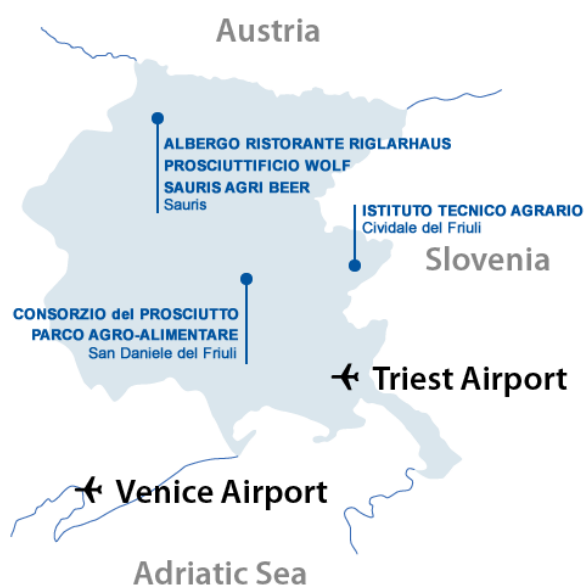 Austria
ALBERGO RISTORANTE RIGLARHAUS
PROSCIUTTIFICIO WOLF
SAURIS AGRI BEER
Sauris
ISTITUTO TECNICO AGRARIO
Cividale del Friuli
Slovenia
CONSORZIO del PROSCIUTTO
PARCO AGRO-ALIMENTARE
San Daniele del Friuli
Triest Airport
Venice Airport
Adriatic Sea